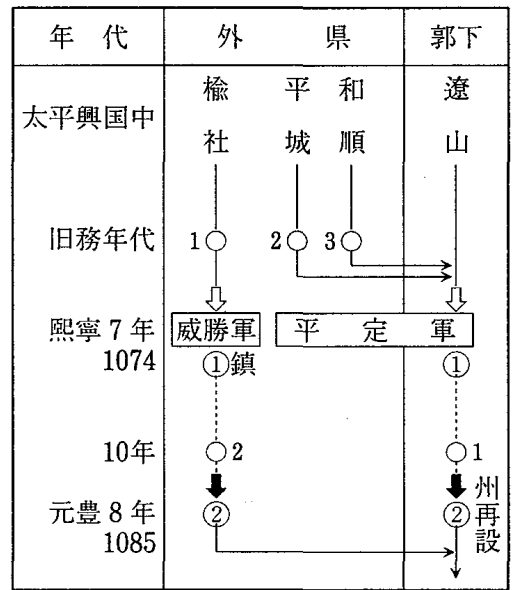 年代 外県 郭下
太平興国中 楡社 平城 和順 遼山
旧務年代 1○ 2○ 3○
熙寧7年 威勝軍 平定軍
1074 ①鎮 ①
10年 ○2 ○1
元豊8年 ② ② 州再設
1085